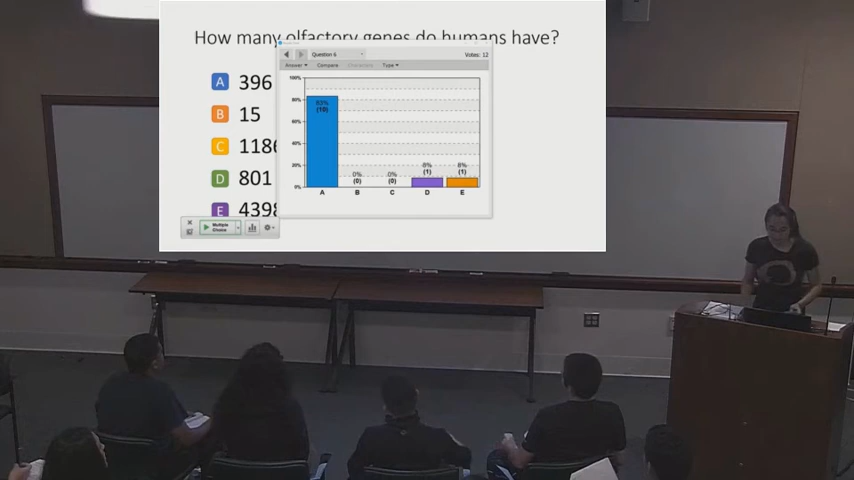 How many olfactory genes do humans have?
Question 6
Votes: 12
Answer
Compare
Type
A 396
B 15
C 1186
D 801
E 4398
100%
80%
60%
40%
20%
0%
83%
(10)
0%
(0)
0%
(0)
8%
(1)
8%
(1)
A B C D E
Multiple
Choice